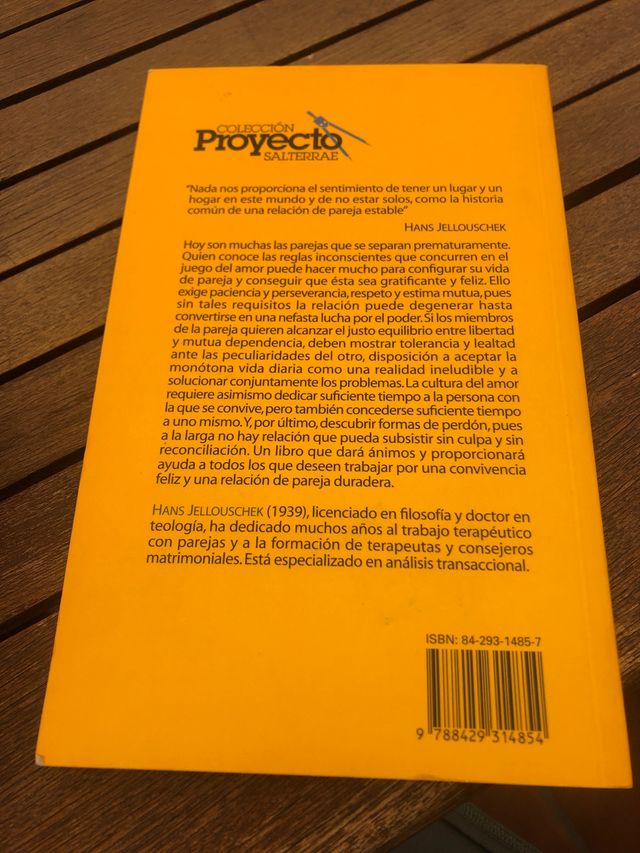 COLECCIÓN
Proyecto
SALTERRAE
“Nada nos proporciona el sentimiento de tener un lugar y un
hogar en este mundo y de no estar solos, como la historia
común de una relación de pareja estable”
HANS JELLOUSCHEK
Hoy son muchas las parejas que se separan prematuramente.
Quien conoce las reglas inconscientes que concurren en el
juego del amor puede hacer mucho para configurar su vida
de pareja y conseguir que ésta sea gratificante y feliz. Ello
exige paciencia y perseverancia, respeto y estima mutua, pues
sin tales requisitos la relación puede degenerar hasta
convertirse en una nefasta lucha por el poder. Si los miembros
de la pareja quieren alcanzar el justo equilibrio entre libertad
y mutua dependencia, deben mostrar tolerancia y lealtad
ante las peculiaridades del otro, disposición a aceptar la
monótona vida diaria como una realidad ineludible y a
solucionar conjuntamente los problemas. La cultura del amor
requiere asimismo dedicar suficiente tiempo a la persona con
la que se convive, pero también concederse suficiente tiempo
a uno mismo. Y, por último, descubrir formas de perdón, pues
a la larga no hay relación que pueda subsistir sin culpa y sin
reconciliación. Un libro que dará ánimos y proporcionará
ayuda a todos los que deseen trabajar por una convivencia
feliz y una relación de pareja duradera.
HANS JELLOUSCHEK (1939), licenciado en filosofía y doctor en
teología, ha dedicado muchos años al trabajo terapéutico
con parejas y a la formación de terapeutas y consejeros
matrimoniales. Está especializado en análisis transaccional.
ISBN: 84-293-1485-7
9 788429 314854